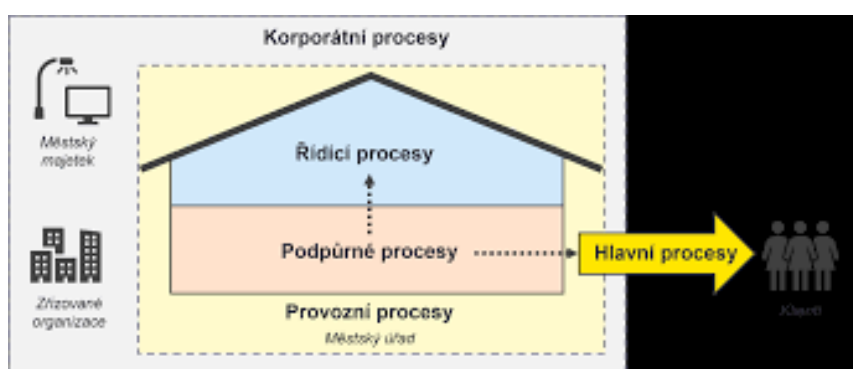 Korporátní procesy
Městský
majetek
Řídicí procesy
Podpůrné procesy
Hlavní procesy
Zřizované
organizace
Provozní procesy
Městský úřad
Klienti